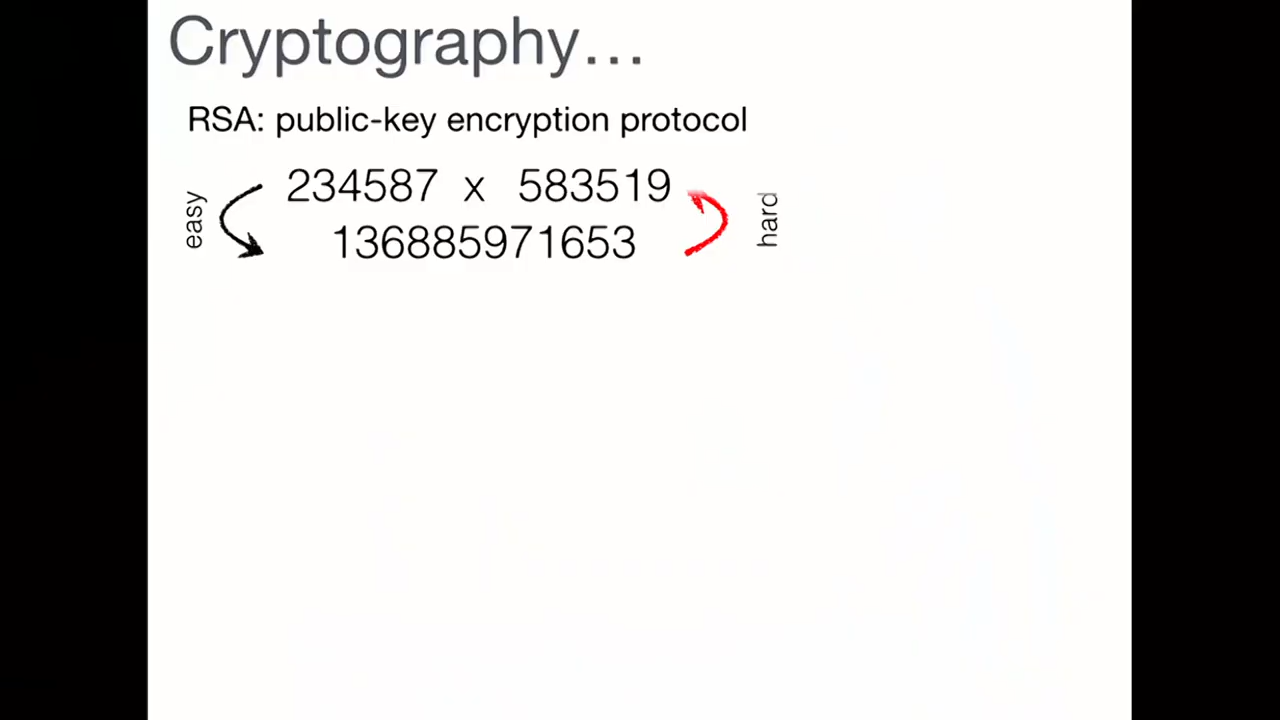 Cryptography…
RSA: public-key encryption protocol
easy
234587 x 583519
hard
136885971653